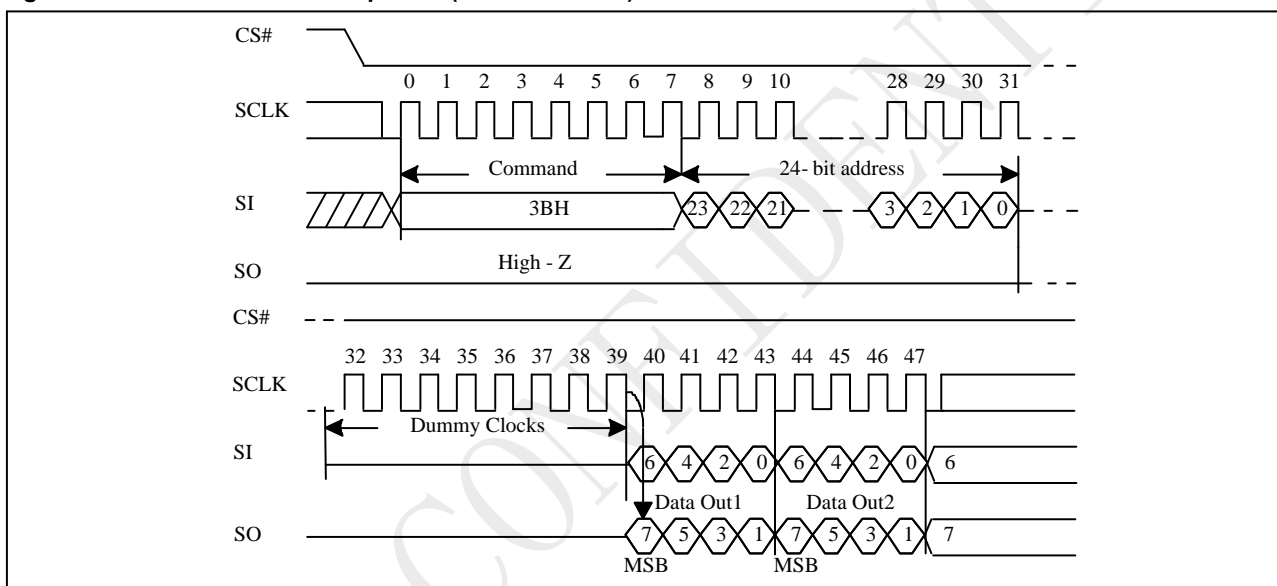 CS#
0 1 2 3 4 5 6 7 8 9 10 28 29 30 31
SCLK
Command 24- bit address
SI 3BH 23 22 21 3 2 1 0
High - Z
SO
CS#
32 33 34 35 36 37 38 39 40 41 42 43 44 45 46 47
SCLK
Dummy Clocks
SI 6 4 2 0 6 4 2 0 6
Data Out1 Data Out2
SO 7 5 3 1 7 5 3 1 7
MSB MSB
CONFIDENT